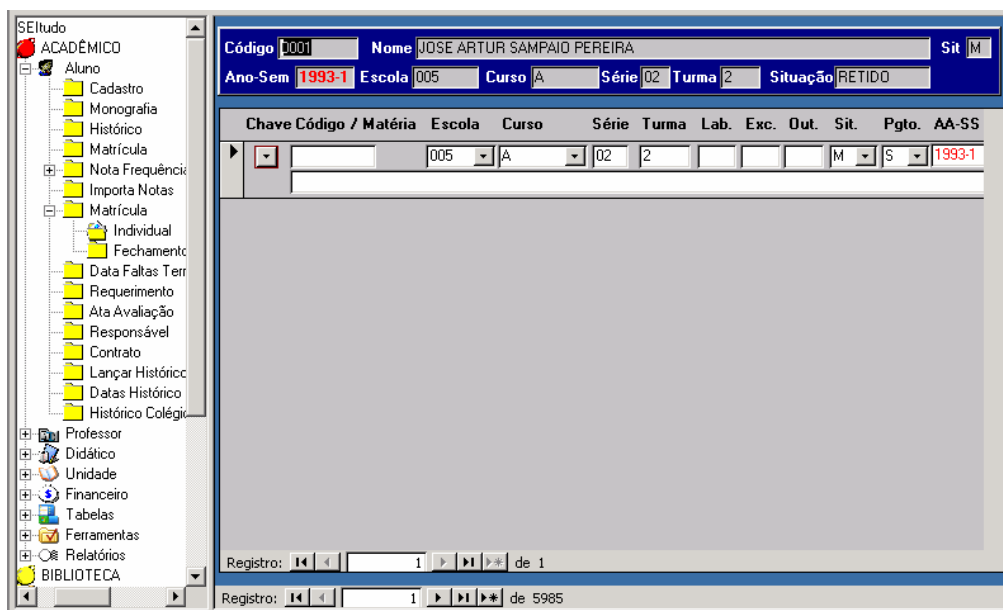 SEItudo
ACADÊMICO
Aluno
Cadastro
Monografia
Histórico
Matrícula
Nota Frequência
Importa Notas
Matrícula
Individual
Fechamento
Data Faltas Terr
Requerimento
Ata Avaliação
Responsável
Contrato
Lançar Histórico
Datas Histórico
Histórico Colégio
Professor
Didático
Unidade
Financeiro
Tabelas
Ferramentas
Relatórios
BIBLIOTECA
Código 0001 Nome JOSE ARTUR SAMPAIO PEREIRA Sit M
Ano-Sem 1993-1 Escola 005 Curso A Série 02 Turma 2 Situação RETIDO
Chave Código / Matéria Escola Curso Série Turma Lab. Exc. Out. Sit. Pgto. AA-SS
005 A 02 2 M S 1993-1
Registro: 1 de 1
Registro: 1 de 5985